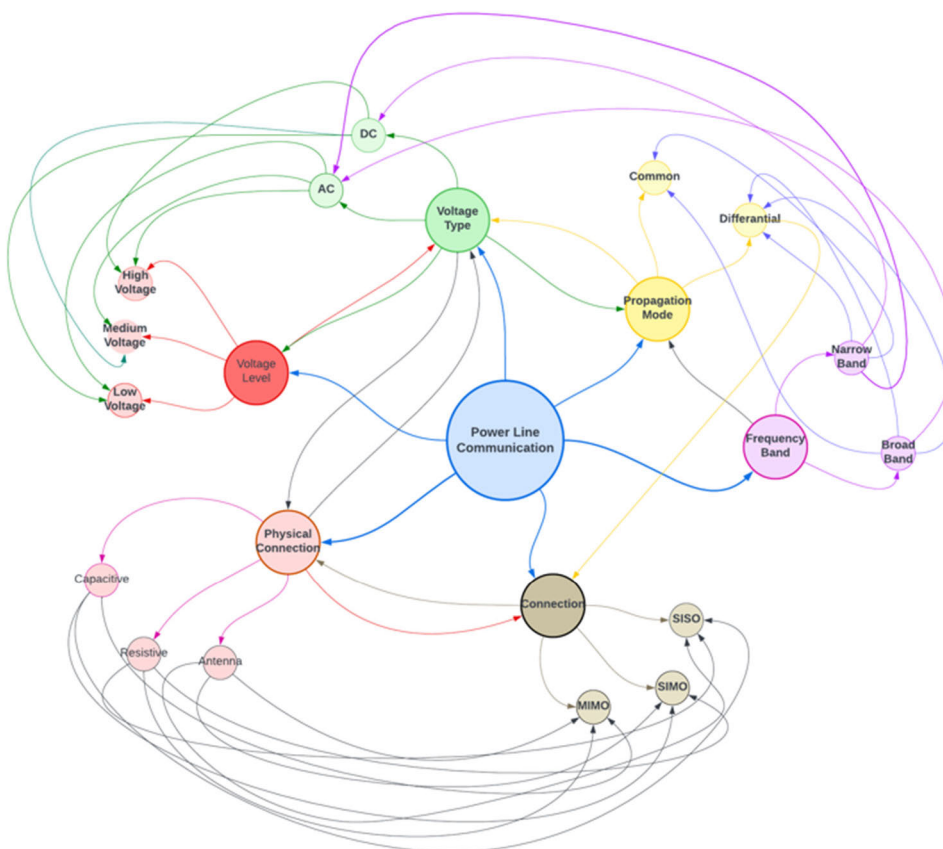 DC
AC
Voltage
Type
Common
Differantial
High
Voltage
Propagation
Mode
Medium
Voltage
Voltage
Level
Narrow
Band
Low
Voltage
Power Line
Communication
Frequency
Band
Broad
Band
Physical
Connection
Capacitive
Connection
SISO
Resistive
Antenna
SIMO
MIMO